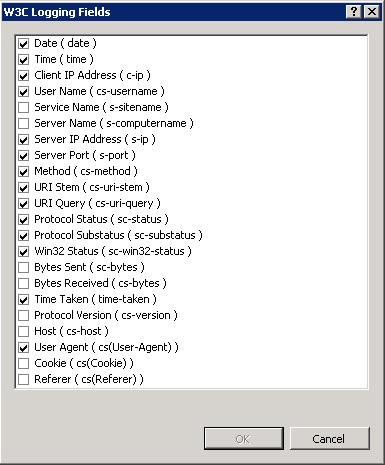 W3C Logging Fields
Date ( date )
Time ( time )
Client IP Address ( c-ip )
User Name ( cs-username )
Service Name ( s-sitename )
Server Name ( s-computername )
Server IP Address ( s-ip )
Server Port ( s-port )
Method ( cs-method )
URI Stem ( cs-uri-stem )
URI Query ( cs-uri-query )
Protocol Status ( sc-status )
Protocol Substatus ( sc-substatus )
Win32 Status ( sc-win32-status )
Bytes Sent ( sc-bytes )
Bytes Received ( cs-bytes )
Time Taken ( time-taken )
Protocol Version ( cs-version )
Host ( cs-host )
User Agent ( cs(User-Agent) )
Cookie ( cs(Cookie) )
Referer ( cs(Referer) )
OK Cancel